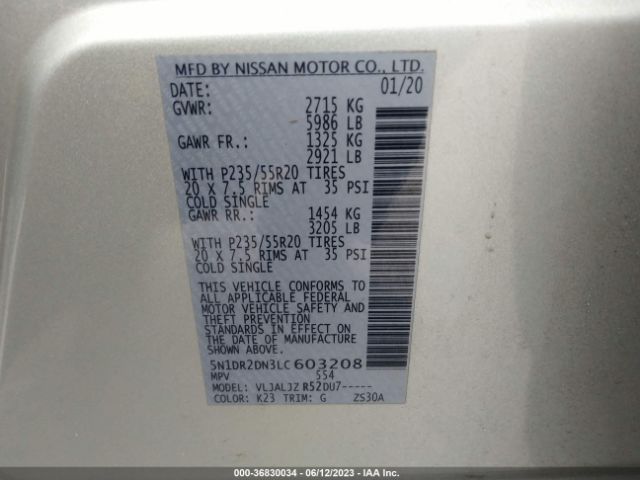 MFD BY NISSAN MOTOR CO., LTD.
DATE: 01/20
GVWR: 2715 KG
5986 LB
GAWR FR.: 1325 KG
2921 LB
WITH P235/55R20 TIRES
20 X 7.5 RIMS AT 35 PSI
COLD SINGLE
GAWR RR.: 1454 KG
3205 LB
WITH P235/55R20 TIRES
20 X 7.5 RIMS AT 35 PSI
COLD SINGLE
THIS VEHICLE CONFORMS TO
ALL APPLICABLE FEDERAL
MOTOR VEHICLE SAFETY AND
THEFT PREVENTION
STANDARDS IN EFFECT ON
THE DATE OF MANUFACTURE
SHOWN ABOVE.
5N1DR2DN3LC603208
MPV 554
MODEL: VLJALJZ R52DU7-----
COLOR: K23 TRIM: G ZS30A
000-36830034 - 06/12/2023 - IAA Inc.